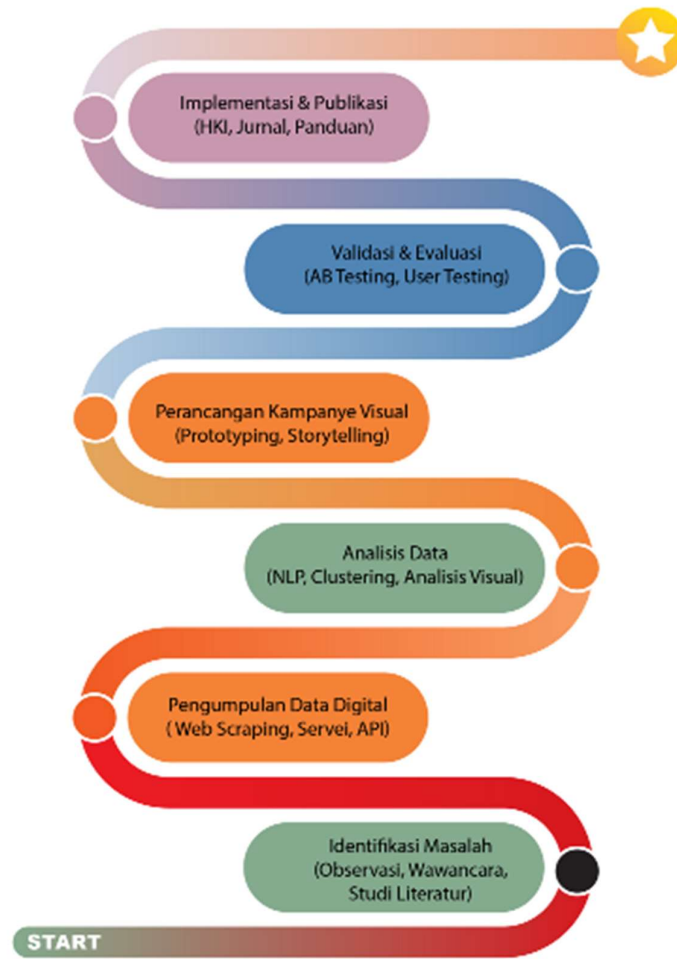 Implementasi & Publikasi
(HKI, Jurnal, Panduan)
Validasi & Evaluasi
(AB Testing, User Testing)
Perancangan Kampanye Visual
(Prototyping, Storytelling)
Analisis Data
(NLP, Clustering, Analisis Visual)
Pengumpulan Data Digital
( Web Scraping, Servei, API)
Identifikasi Masalah
(Observasi, Wawancara,
Studi Literatur)
START